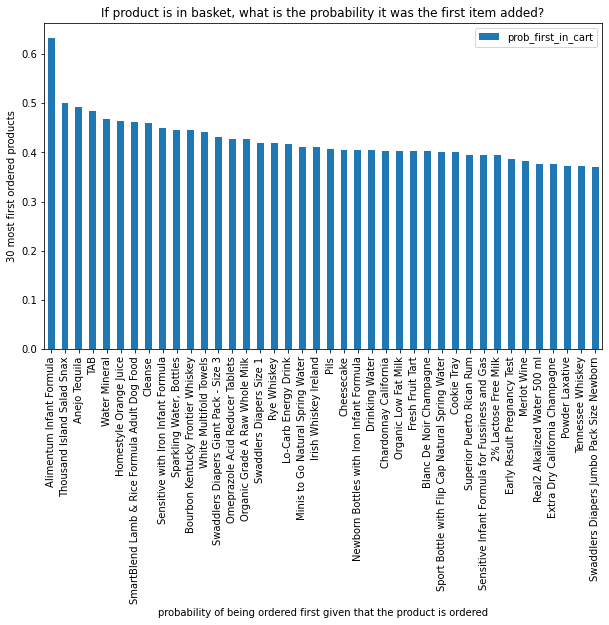 If product is in basket, what is the probability it was the first item added?
prob_first_in_cart
30 most first ordered products
0.6
0.5
0.4
0.3
0.2
0.1
0.0
Alimentum Infant Formula
Thousand Island Salad Snax
Anejo Tequila
TAB
Water Mineral
Homestyle Orange Juice
SmartBlend Lamb & Rice Formula Adult Dog Food
Cleanse
Sensitive with Iron Infant Formula
Sparkling Water, Bottles
Bourbon Kentucky Frontier Whiskey
White Multifold Towels
Swaddlers Diapers Giant Pack - Size 3
Omeprazole Acid Reducer Tablets
Organic Grade A Raw Whole Milk
Swaddlers Diapers Size 1
Rye Whiskey
Lo-Carb Energy Drink
Minis to Go Natural Spring Water
Irish Whiskey Ireland
Pils
Cheesecake
Newborn Bottles with Iron Infant Formula
Drinking Water
Chardonnay California
Organic Low Fat Milk
Fresh Fruit Tart
Blanc De Noir Champagne
Sport Bottle with Flip Cap Natural Spring Water
Cookie Tray
Superior Puerto Rican Rum
Sensitive Infant Formula for Fussiness and Gas
2% Lactose Free Milk
Early Result Pregnancy Test
Merlot Wine
Real2 Alkalized Water 500 ml
Extra Dry California Champagne
Powder Laxative
Tennessee Whiskey
Swaddlers Diapers Jumbo Pack Size Newborn
probability of being ordered first given that the product is ordered